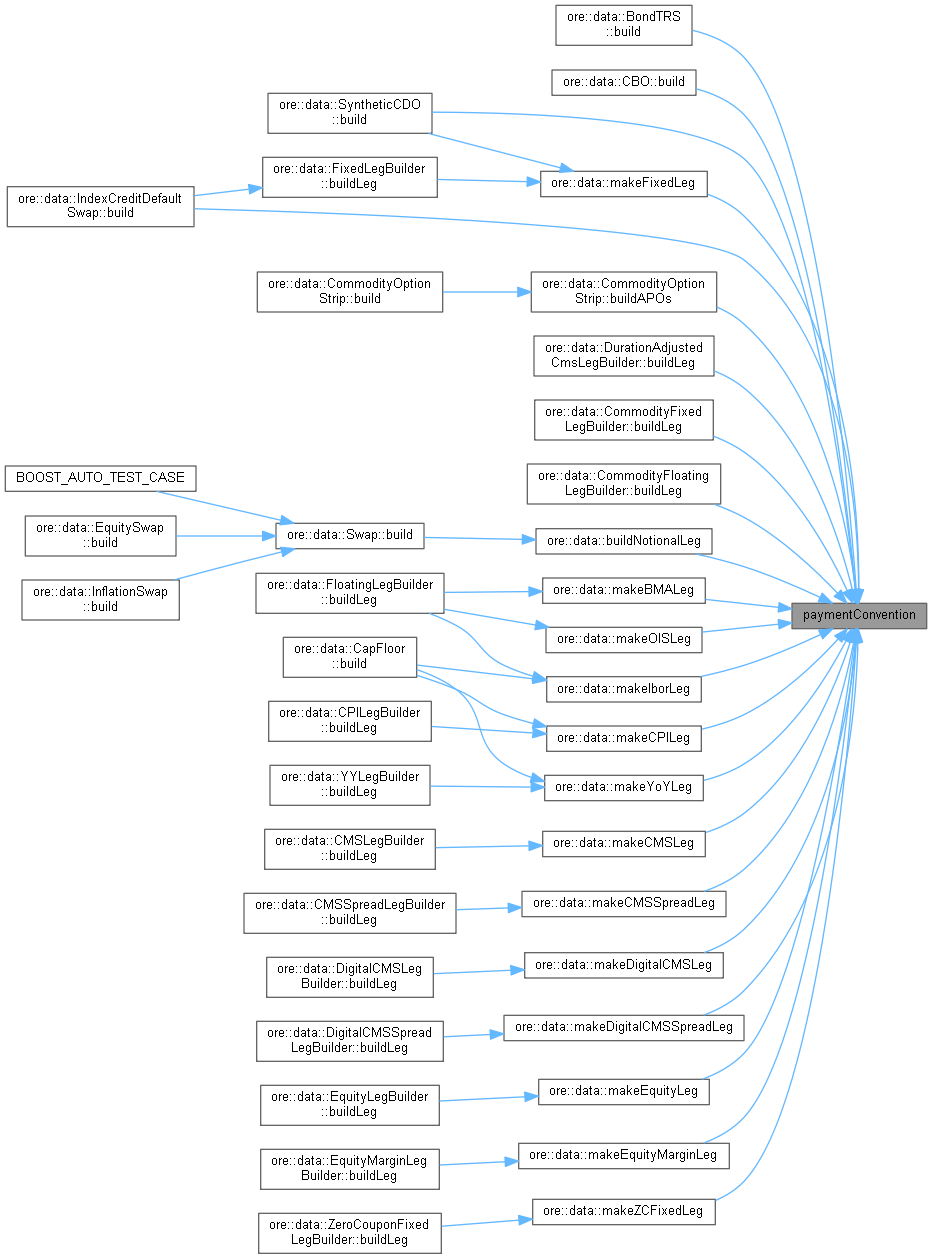 ore::data::BondTRS
::build
ore::data::CBO::build
ore::data::SyntheticCDO
::build
ore::data::FixedLegBuilder
::buildLeg
ore::data::makeFixedLeg
ore::data::IndexCreditDefault
Swap::build
ore::data::CommodityOption
Strip::build
ore::data::CommodityOption
Strip::buildAPOs
ore::data::DurationAdjusted
CmsLegBuilder::buildLeg
ore::data::CommodityFixed
LegBuilder::buildLeg
ore::data::CommodityFloating
LegBuilder::buildLeg
BOOST_AUTO_TEST_CASE
ore::data::EquitySwap
::build
ore::data::Swap::build
ore::data::buildNotionalLeg
ore::data::InflationSwap
::build
ore::data::FloatingLegBuilder
::buildLeg
ore::data::makeBMALeg
paymentConvention
ore::data::makeOISLeg
ore::data::CapFloor
::build
ore::data::makeIborLeg
ore::data::CPILegBuilder
::buildLeg
ore::data::makeCPILeg
ore::data::YYLegBuilder
::buildLeg
ore::data::makeYoYLeg
ore::data::CMSLegBuilder
::buildLeg
ore::data::makeCMSLeg
ore::data::CMSSpreadLegBuilder
::buildLeg
ore::data::makeCMSSpreadLeg
ore::data::DigitalCMSLeg
Builder::buildLeg
ore::data::makeDigitalCMSLeg
ore::data::DigitalCMSSpread
LegBuilder::buildLeg
ore::data::makeDigitalCMSSpreadLeg
ore::data::EquityLegBuilder
::buildLeg
ore::data::makeEquityLeg
ore::data::EquityMarginLeg
Builder::buildLeg
ore::data::makeEquityMarginLeg
ore::data::ZeroCouponFixed
LegBuilder::buildLeg
ore::data::makeZCFixedLeg